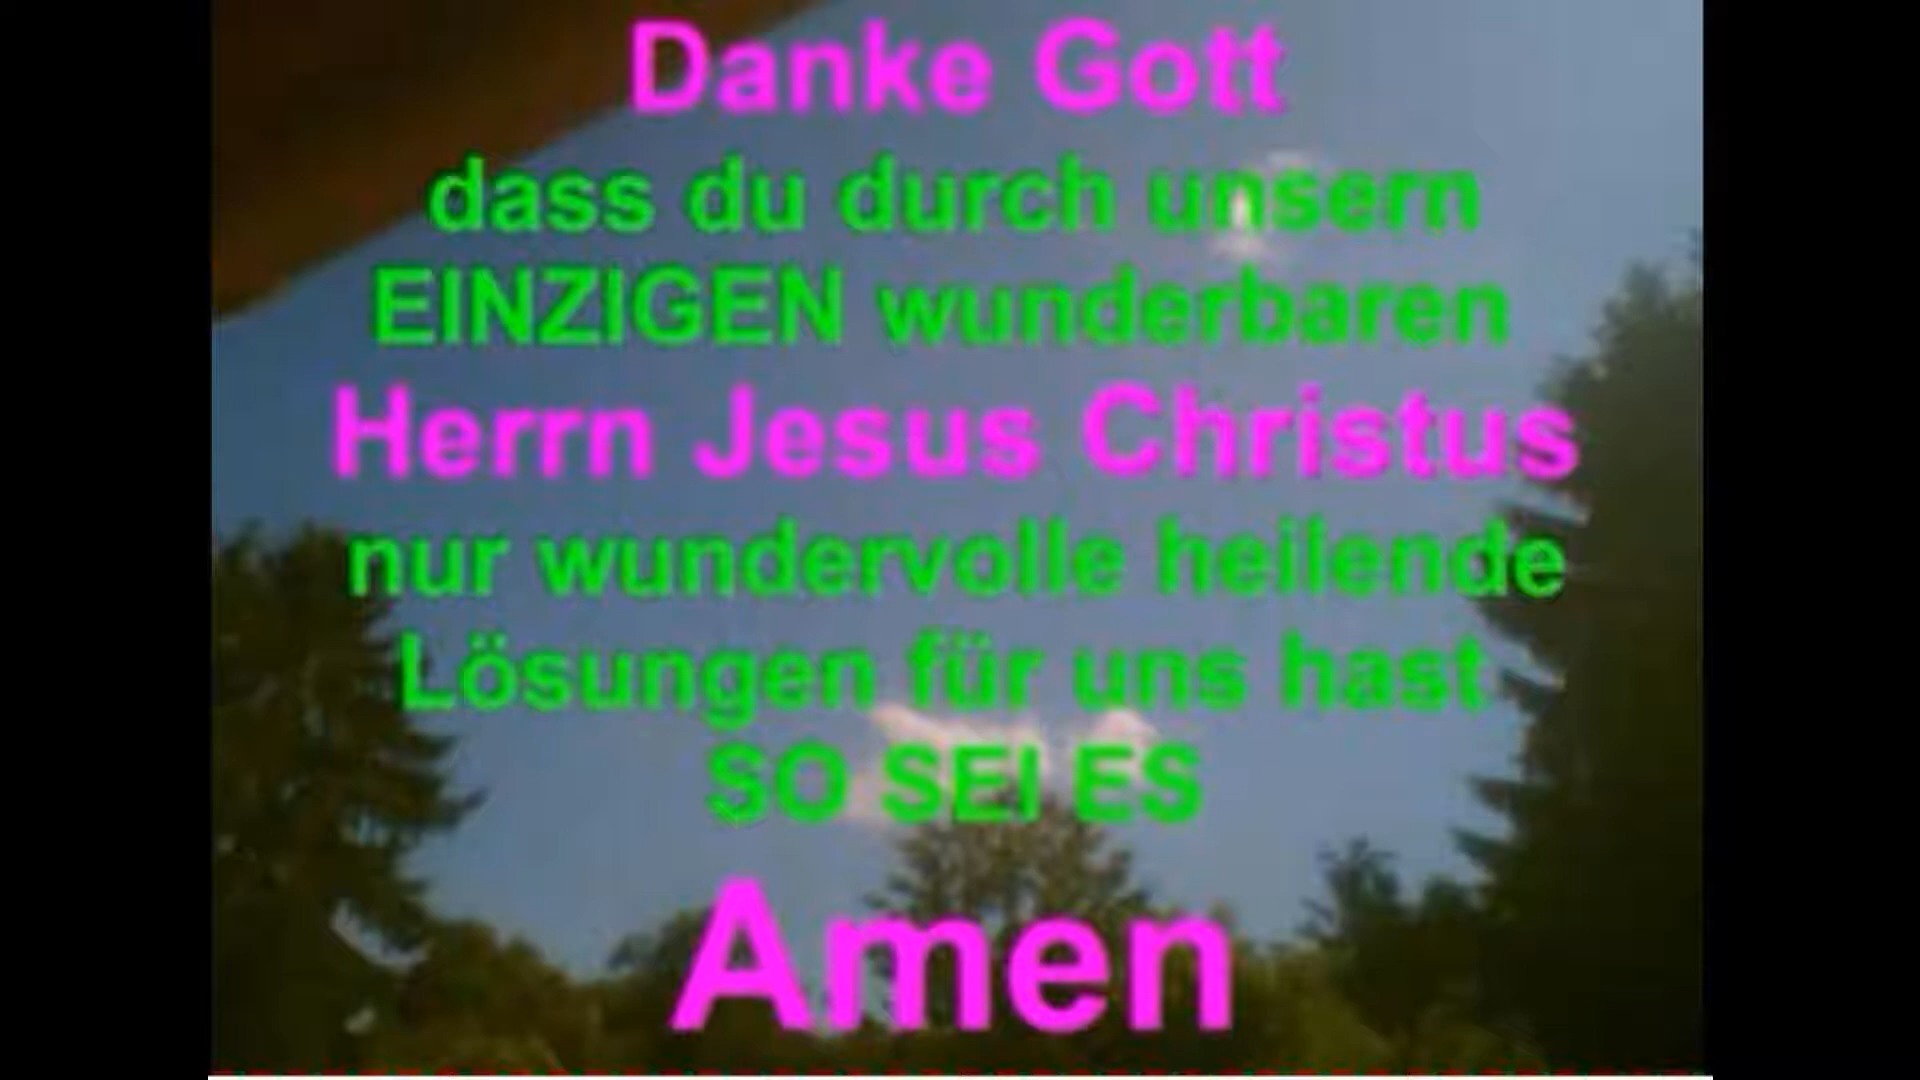 Danke Gott
dass du durch unsern
EINZIGEN wunderbaren
Herrn Jesus Christus
nur wundervolle heilende
Lösungen für uns hast
SO SEI ES
Amen